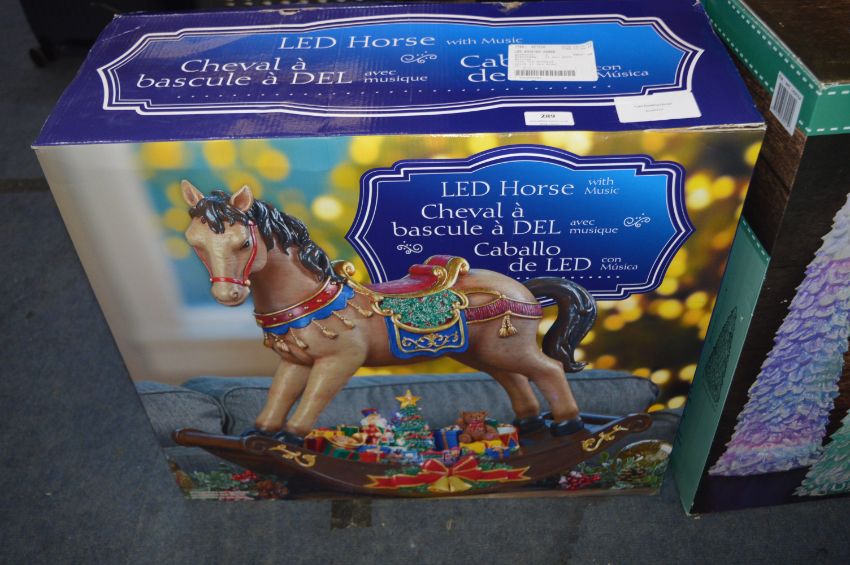 LED Horse with Music
Cheval à
bascule à DEL avec
musique
de LED con
Música
289
LED Horse with
Music
Cheval à
bascule à DEL avec
musique
Caballo
de LED con
Música